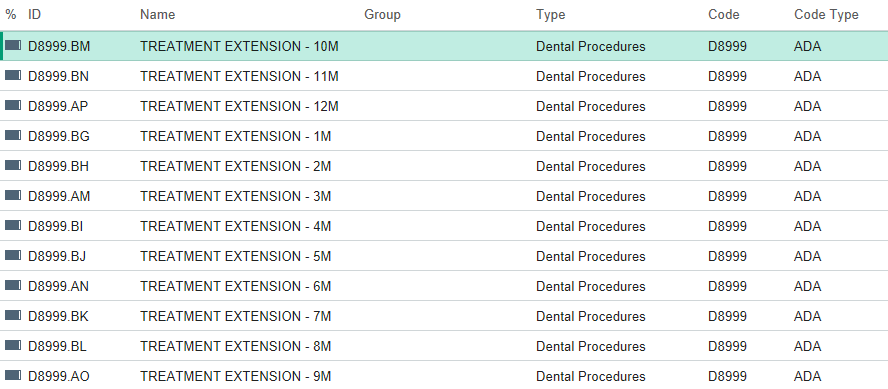 % ID Name Group Type Code Code Type
D8999.BM TREATMENT EXTENSION - 10M Dental Procedures D8999 ADA
D8999.BN TREATMENT EXTENSION - 11M Dental Procedures D8999 ADA
D8999.AP TREATMENT EXTENSION - 12M Dental Procedures D8999 ADA
D8999.BG TREATMENT EXTENSION - 1M Dental Procedures D8999 ADA
D8999.BH TREATMENT EXTENSION - 2M Dental Procedures D8999 ADA
D8999.AM TREATMENT EXTENSION - 3M Dental Procedures D8999 ADA
D8999.BI TREATMENT EXTENSION - 4M Dental Procedures D8999 ADA
D8999.BJ TREATMENT EXTENSION - 5M Dental Procedures D8999 ADA
D8999.AN TREATMENT EXTENSION - 6M Dental Procedures D8999 ADA
D8999.BK TREATMENT EXTENSION - 7M Dental Procedures D8999 ADA
D8999.BL TREATMENT EXTENSION - 8M Dental Procedures D8999 ADA
D8999.AO TREATMENT EXTENSION - 9M Dental Procedures D8999 ADA